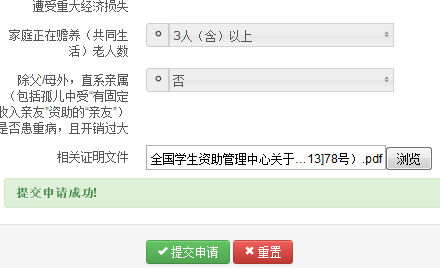 遭受重大经济损失
家庭正在赡养（共同生
活）老人数
3人（含）以上
除父/母外，直系亲属
（包括孤儿中受“有固定
收入亲友”资助的“亲友”）
是否患重病，且开销过大
否
相关证明文件
全国学生资助管理中心关于…13]78号）.pdf
浏览
提交申请成功!
提交申请
重置